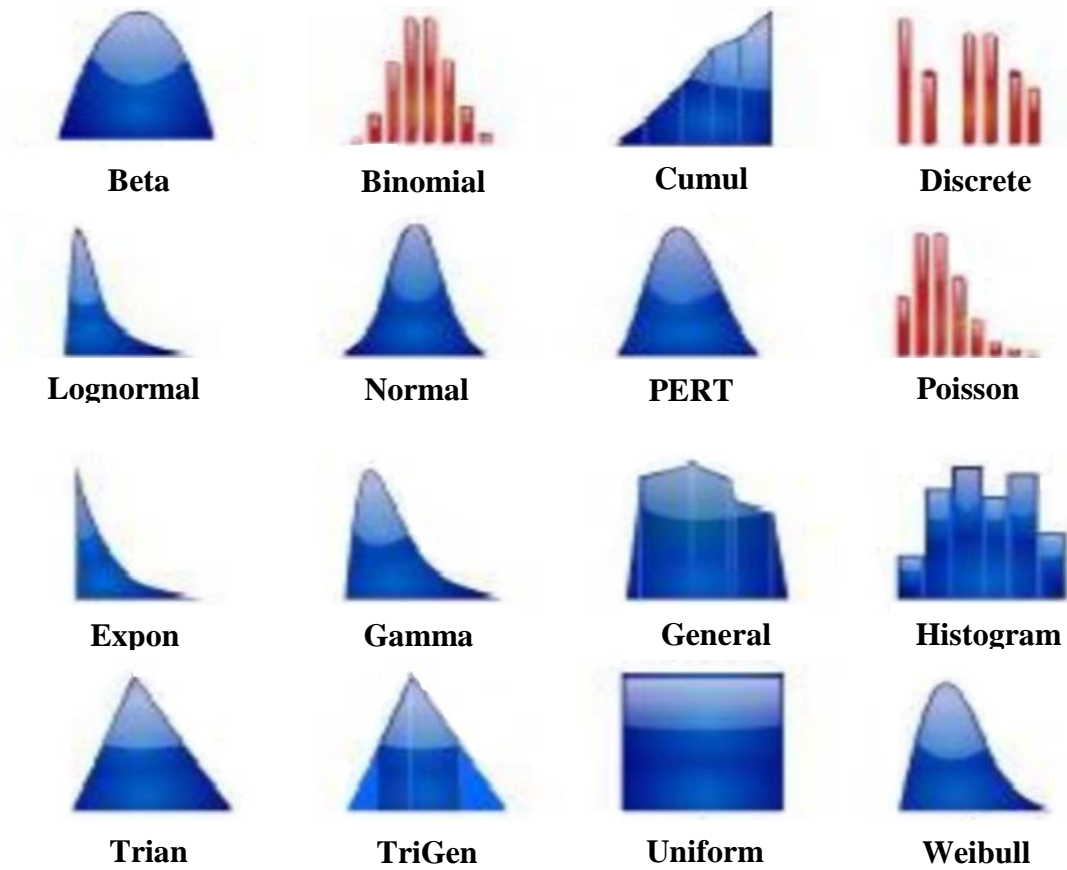 Beta Binomial Cumul Discrete
Lognormal Normal PERT Poisson
Expon Gamma General Histogram
Trian TriGen Uniform Weibull